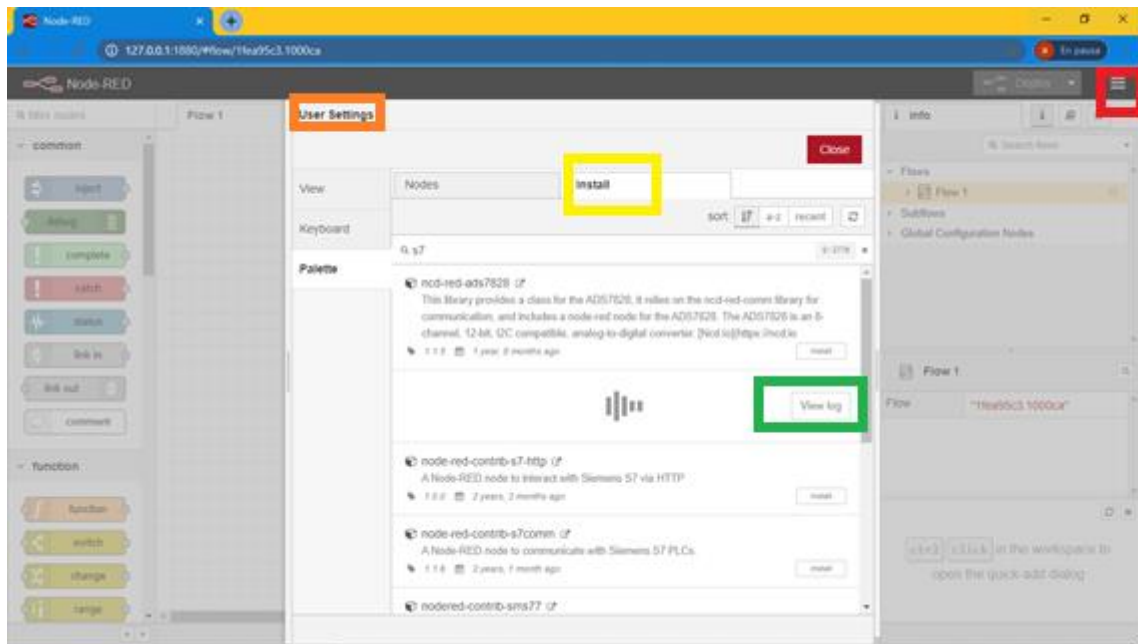 Node-RED
127.0.0.1:1880/#flow/1fea95c3.1000ca
En pausa
Node-RED
Deploy
filter nodes
Flow 1
User Settings
info
common
Close
Search flows
inject
View
Nodes
Install
Flows
Flow 1
debug
sort:
a-z
recent
Subflows
Keyboard
Global Configuration Nodes
complete
s7
catch
Palette
ncd-red-ads7828
This library provides a class for the ADS7828, it relies on the ncd-red-comm library for
communication, and includes a node-red node for the ADS7828. The ADS7828 is an 8-
channel, 12-bit, I2C compatible, analog-to-digital converter. [Ncd.io](https://ncd.io
status
link in
1 year, 8 months ago
install
link out
Flow 1
View log
Flow
"1fea95c3.1000ca"
comment
function
node-red-contrib-s7-http
A Node-RED node to interact with Siemens S7 via HTTP
2 years, 2 months ago
install
function
switch
node-red-contrib-s7comm
A Node-RED node to communicate with Siemens S7 PLCs.
1.1.6
2 years, 1 month ago
install
ctrl click in the workspace to
open the quick-add dialog
change
range
nodered-contrib-sms77